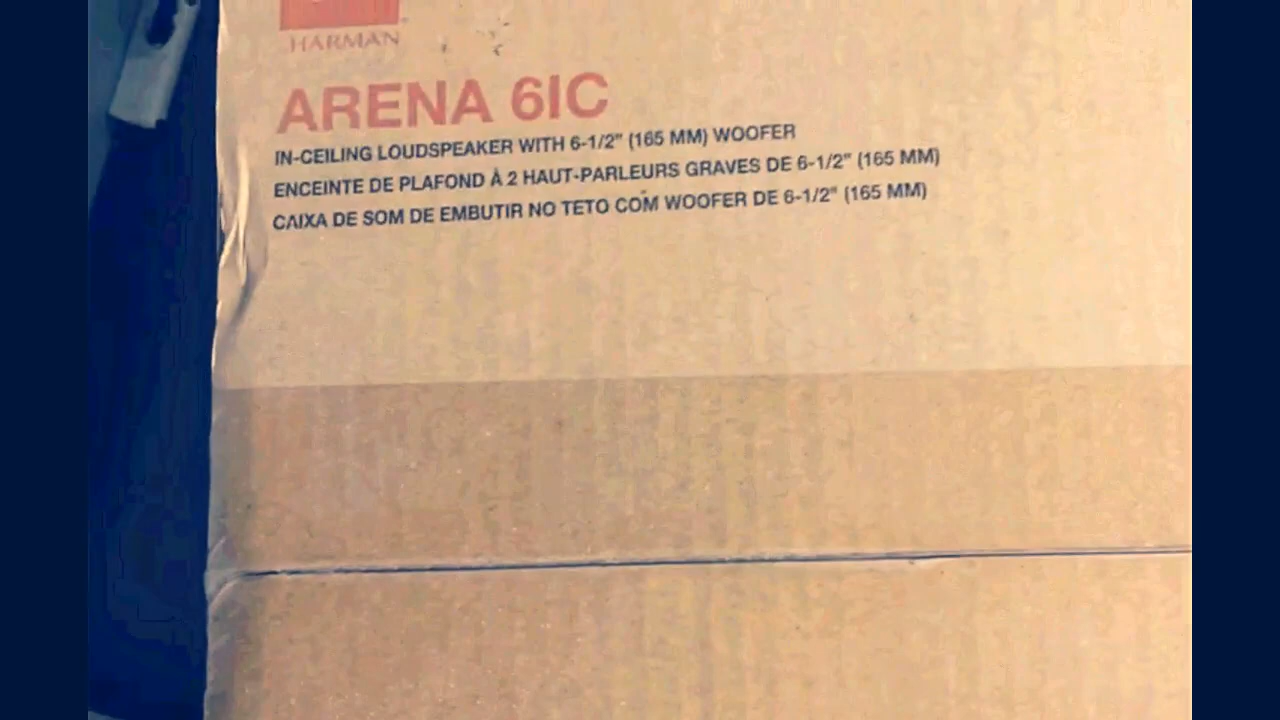 HARMAN
ARENA 6IC
IN-CEILING LOUDSPEAKER WITH 6-1/2" (165 MM) WOOFER
ENCEINTE DE PLAFOND À 2 HAUT-PARLEURS GRAVES DE 6-1/2" (165 MM)
CAIXA DE SOM DE EMBUTIR NO TETO COM WOOFER DE 6-1/2" (165 MM)